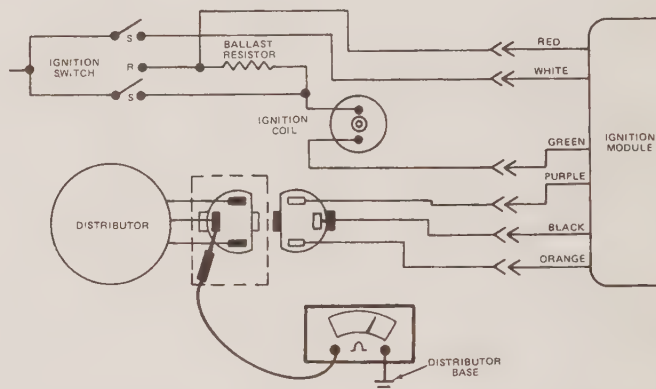 S
IGNITION
SWITCH
R
S
BALLAST
RESISTOR
IGNITION
COIL
RED
WHITE
GREEN
PURPLE
BLACK
ORANGE
IGNITION
MODULE
DISTRIBUTOR
Ω
DISTRIBUTOR
BASE